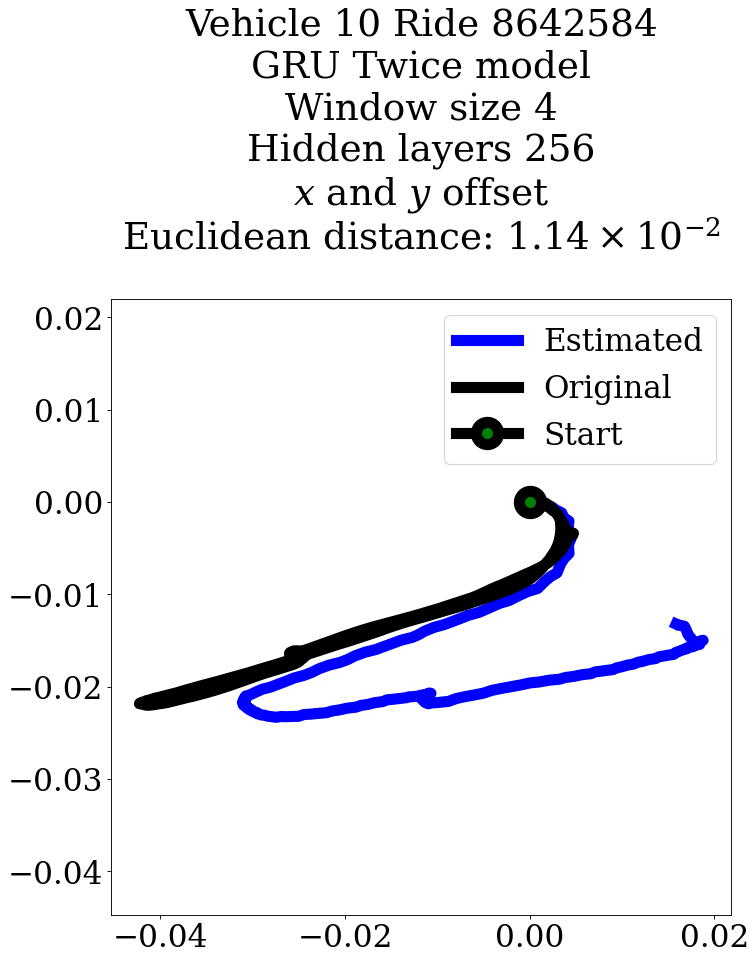 Vehicle 10 Ride 8642584
GRU Twice model
Window size 4
Hidden layers 256
x and y offset
Euclidean distance: 1.14 × 10⁻²
Estimated
Original
Start
0.02
0.01
0.00
−0.01
−0.02
−0.03
−0.04
−0.04 −0.02 0.00 0.02